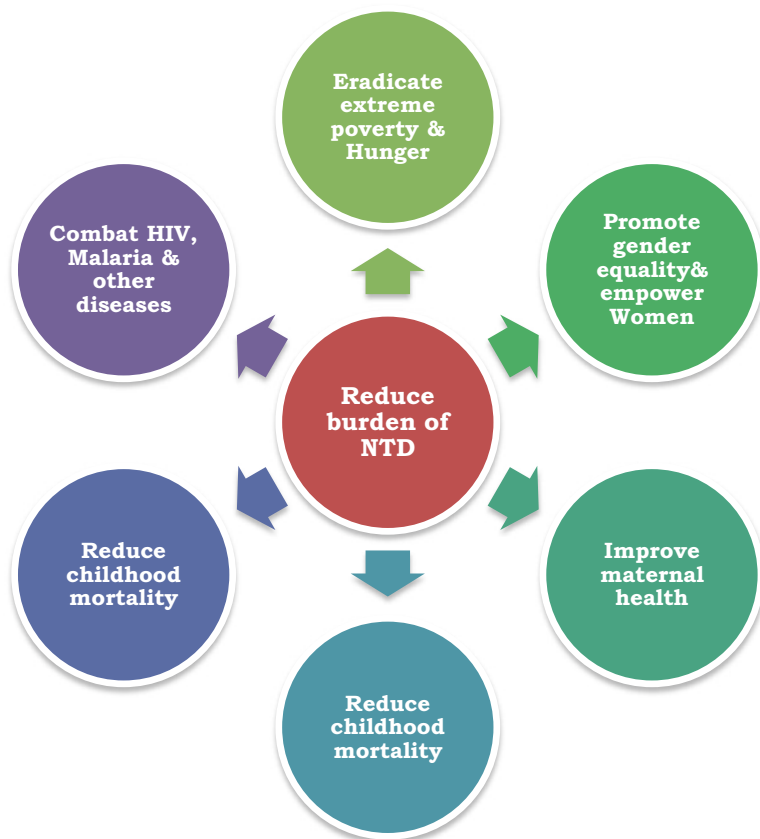 Eradicate
extreme
poverty &
Hunger
Combat HIV,
Malaria &
other
diseases
Promote
gender
equality&
empower
Women
Reduce
burden of
NTD
Reduce
childhood
mortality
Improve
maternal
health
Reduce
childhood
mortality